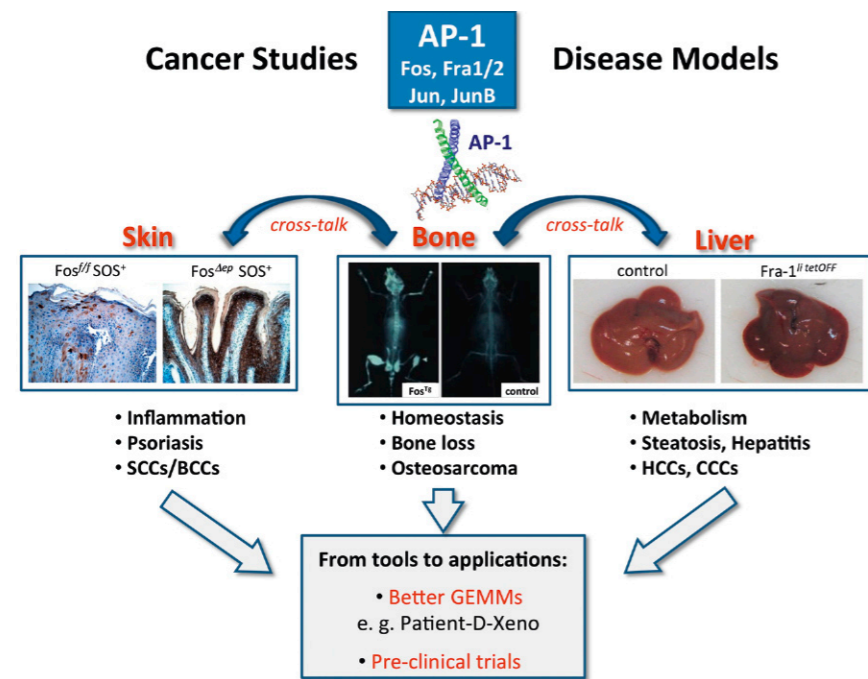 Cancer Studies
AP-1
Fos, Fra1/2
Jun, JunB
Disease Models
AP-1
cross-talk
cross-talk
Skin
Bone
Liver
Fosf/f SOS+
FosΔep SOS+
FosTg
control
control
Fra-1li tetOFF
• Inflammation
• Psoriasis
• SCCs/BCCs
• Homeostasis
• Bone loss
• Osteosarcoma
• Metabolism
• Steatosis, Hepatitis
• HCCs, CCCs
From tools to applications:
• Better GEMMs
e. g. Patient-D-Xeno
• Pre-clinical trials